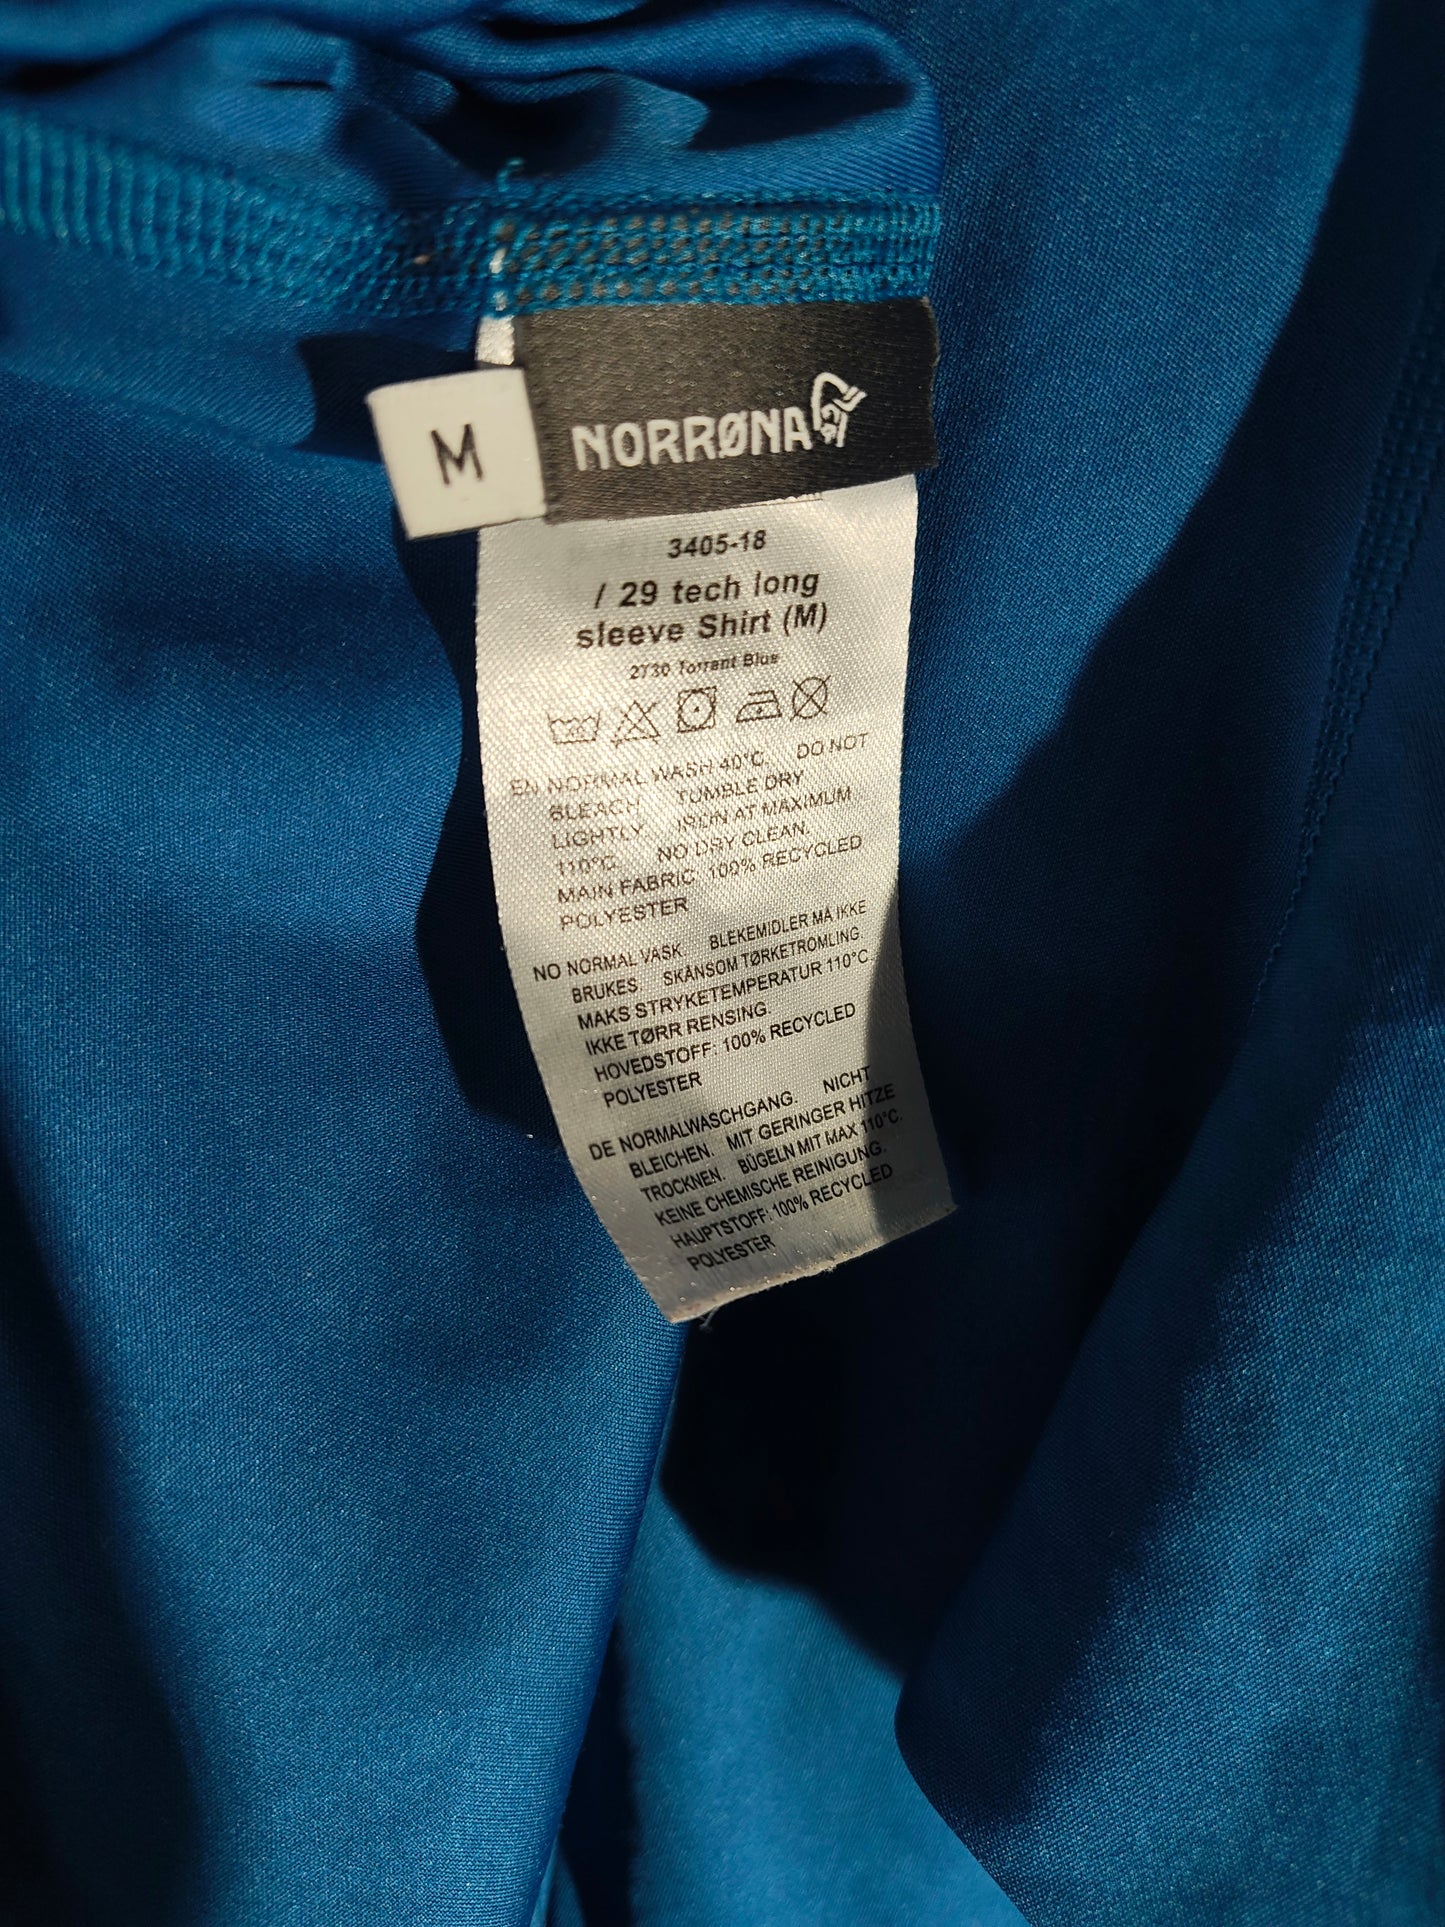 M
NORRØNA
3405-18
/ 29 tech long
sleeve Shirt (M)
2730 Torrent Blue
EN NORMAL WASH 40°C. DO NOT
BLEACH TUMBLE DRY
LIGHTLY. IRON AT MAXIMUM
110°C NO DRY CLEAN.
MAIN FABRIC: 100% RECYCLED
POLYESTER
NO NORMAL VASK. BLEKEMIDLER MÅ IKKE
BRUKES. SKÅNSOM TØRKETROMLING.
MAKS STRYKETEMPERATUR 110°C
IKKE TØRR RENSING.
HOVEDSTOFF: 100% RECYCLED
POLYESTER
DE NORMALWASCHGANG. NICHT
BLEICHEN. MIT GERINGER HITZE
TROCKNEN. BÜGELN MIT MAX 110°C.
KEINE CHEMISCHE REINIGUNG.
HAUPTSTOFF: 100% RECYCLED
POLYESTER